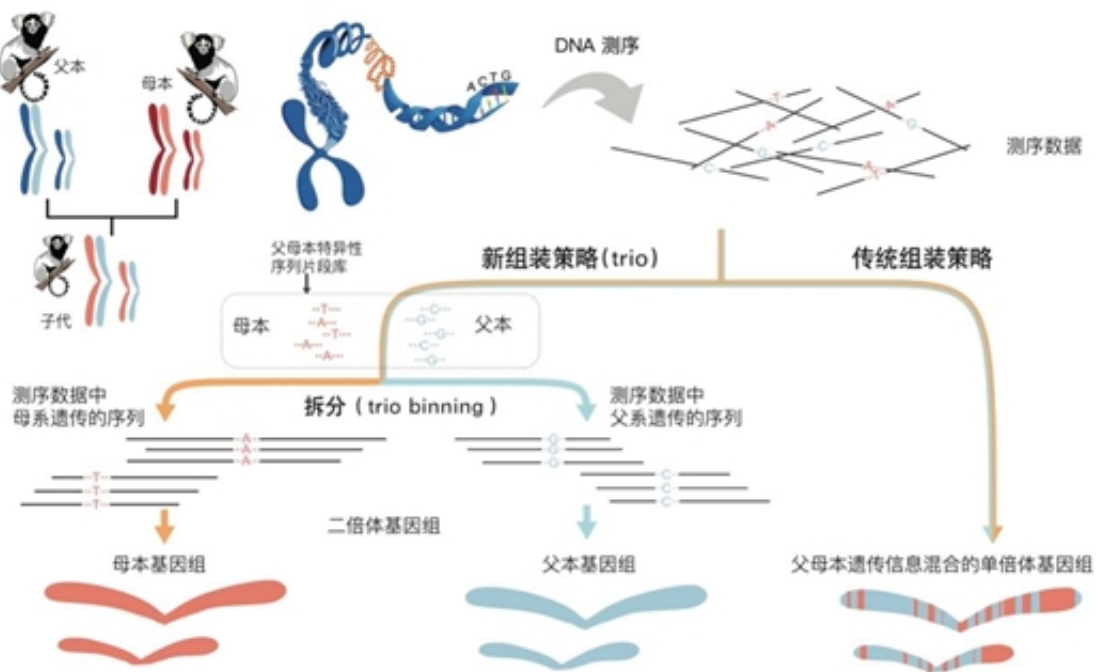 父本
母本
子代
ACTG
DNA 测序
T
A
A
G
G
C
C
A
T
测序数据
父母本特异性
序列片段库
新组装策略(trio)
传统组装策略
母本
--T--
--A--
--T--
--A--
--A--
--C--
--G--
--G--
--C--
--G--
父本
测序数据中
母系遗传的序列
拆分 ( trio binning )
测序数据中
父系遗传的序列
A
A
A
T
T
T
G
G
G
C
C
C
二倍体基因组
母本基因组
父本基因组
父母本遗传信息混合的单倍体基因组